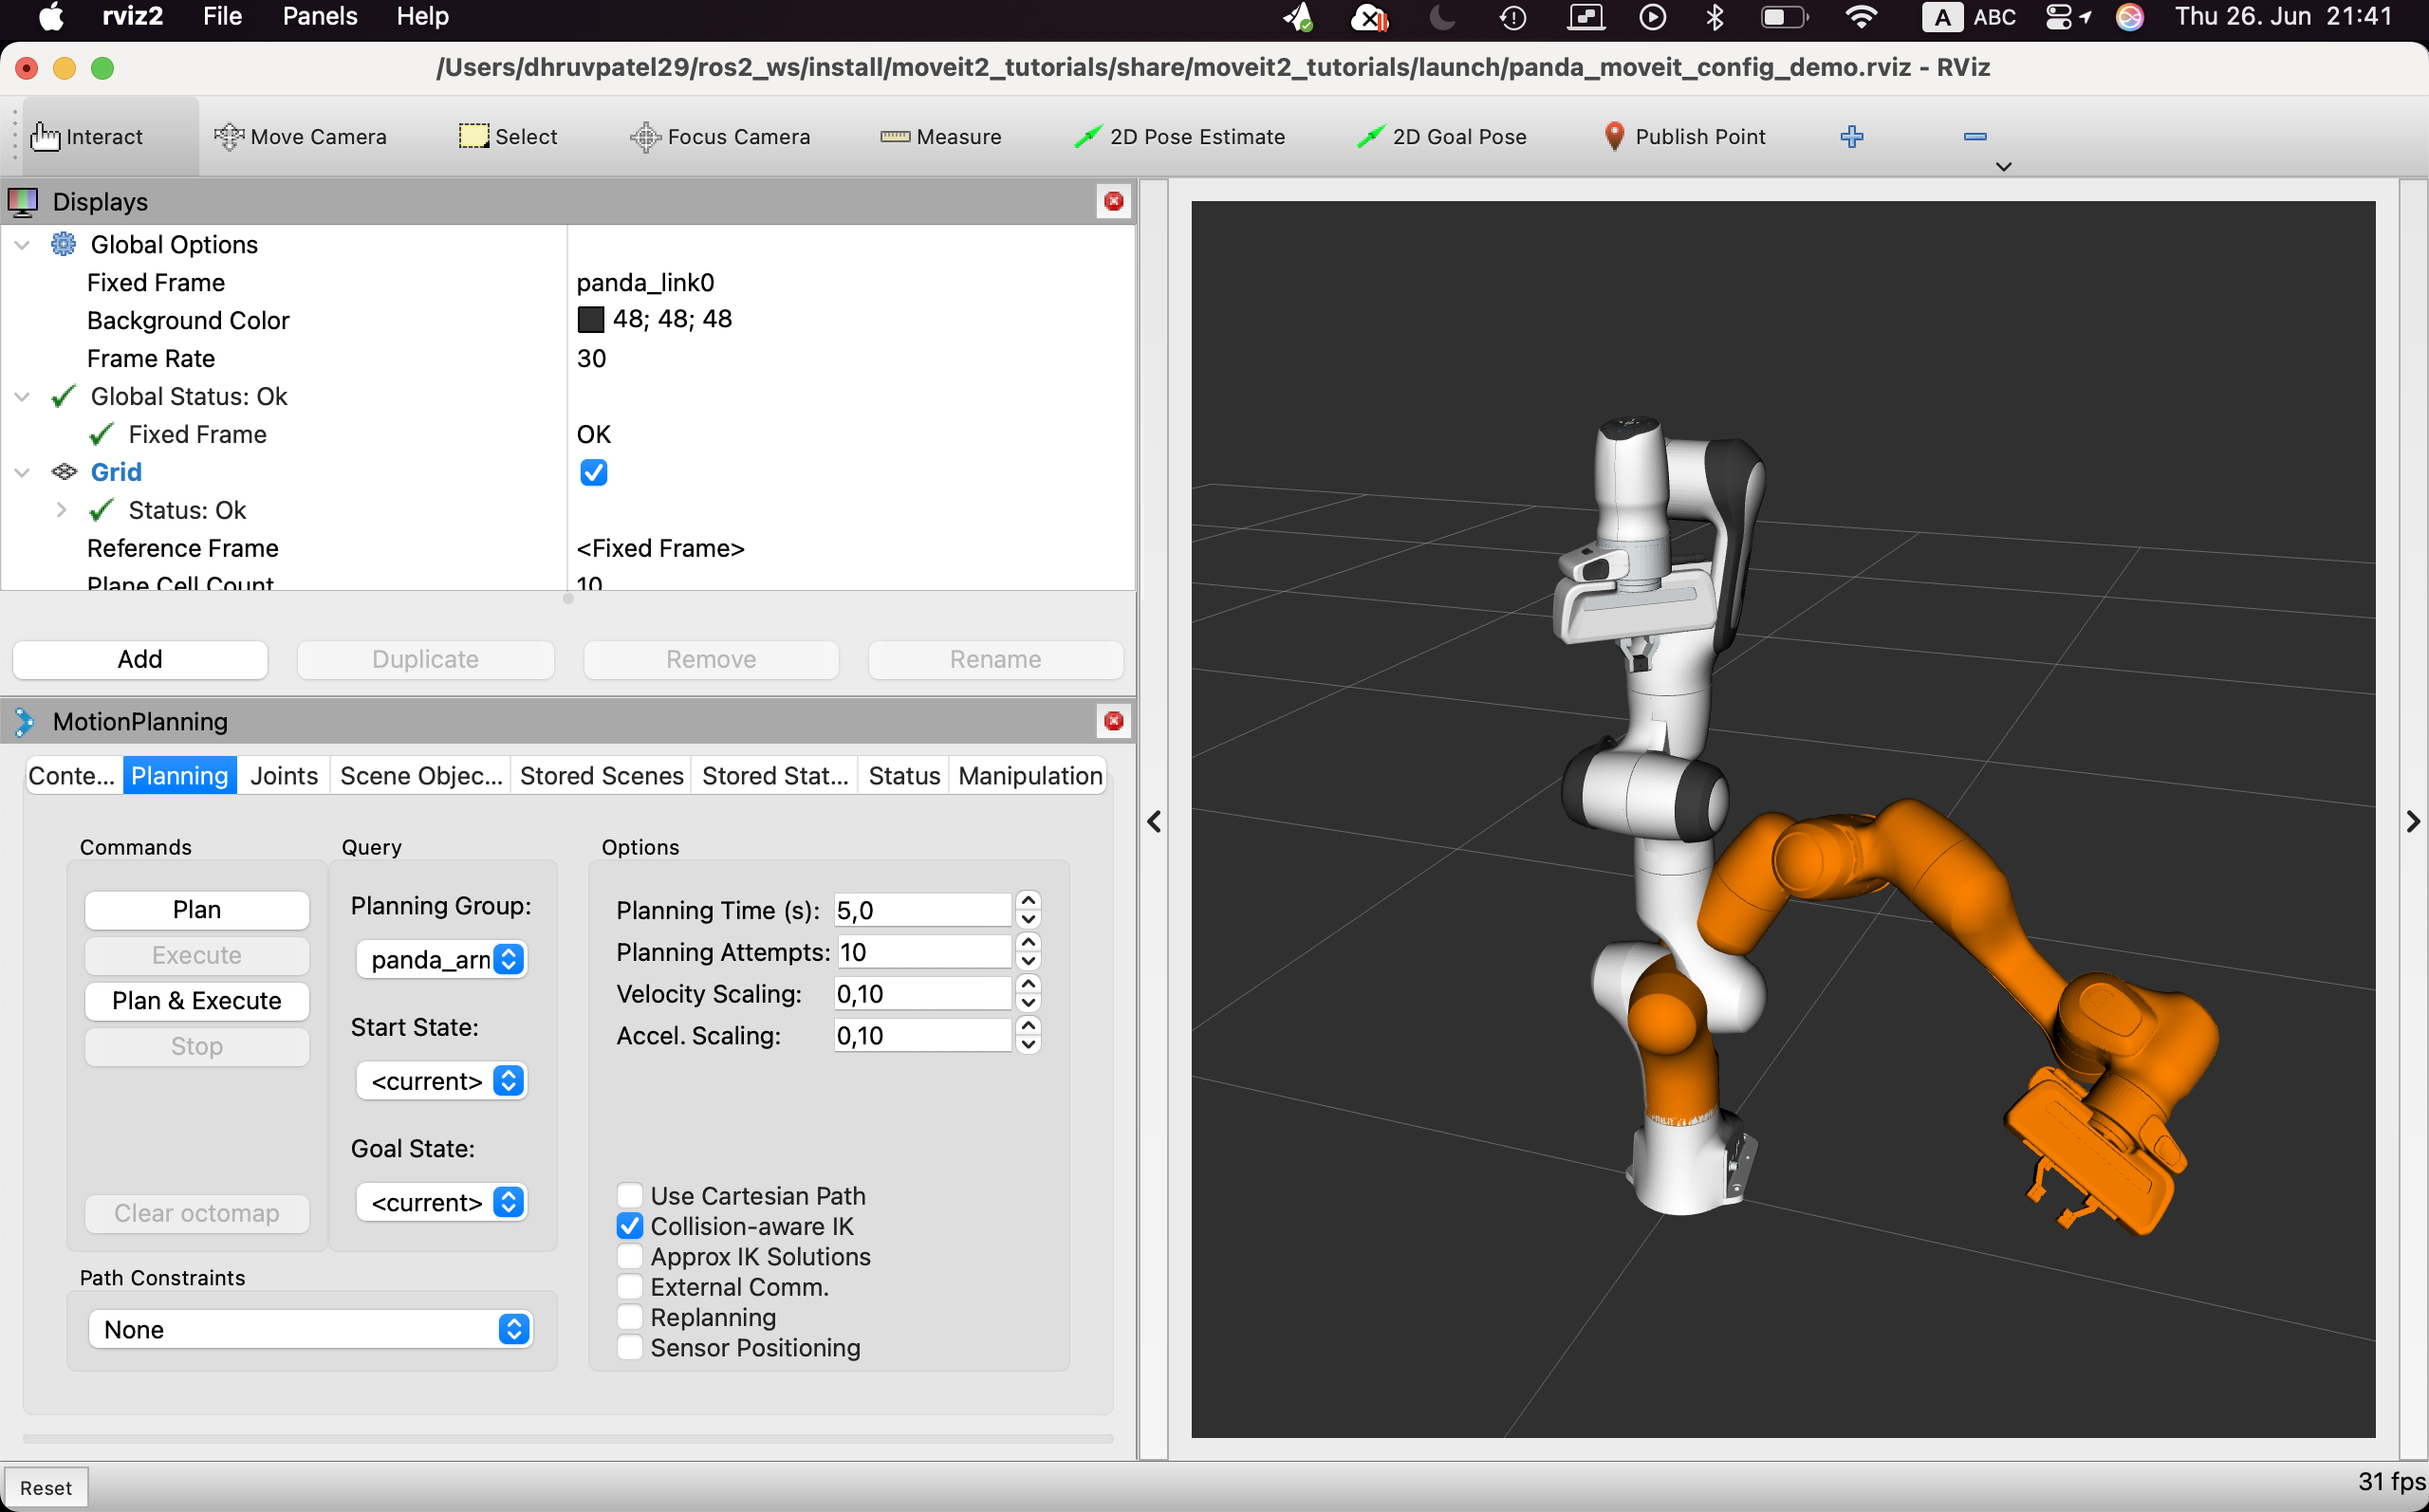 rviz2 File Panels Help A ABC Thu 26. Jun 21:41
/Users/dhruvpatel29/ros2_ws/install/moveit2_tutorials/share/moveit2_tutorials/launch/panda_moveit_config_demo.rviz - RViz
Interact Move Camera Select Focus Camera Measure 2D Pose Estimate 2D Goal Pose Publish Point
Displays
Global Options
Fixed Frame panda_link0
Background Color 48; 48; 48
Frame Rate 30
Global Status: Ok
Fixed Frame OK
Grid
Status: Ok
Reference Frame <Fixed Frame>
Plane Cell Count 10
Add Duplicate Remove Rename
MotionPlanning
Conte... Planning Joints Scene Objec... Stored Scenes Stored Stat... Status Manipulation
Commands Query Options
Plan
Execute
Plan & Execute
Stop
Clear octomap
Planning Group:
panda_arn
Start State:
<current>
Goal State:
<current>
Path Constraints
None
Planning Time (s): 5,0
Planning Attempts: 10
Velocity Scaling: 0,10
Accel. Scaling: 0,10
Use Cartesian Path
Collision-aware IK
Approx IK Solutions
External Comm.
Replanning
Sensor Positioning
Reset 31 fps